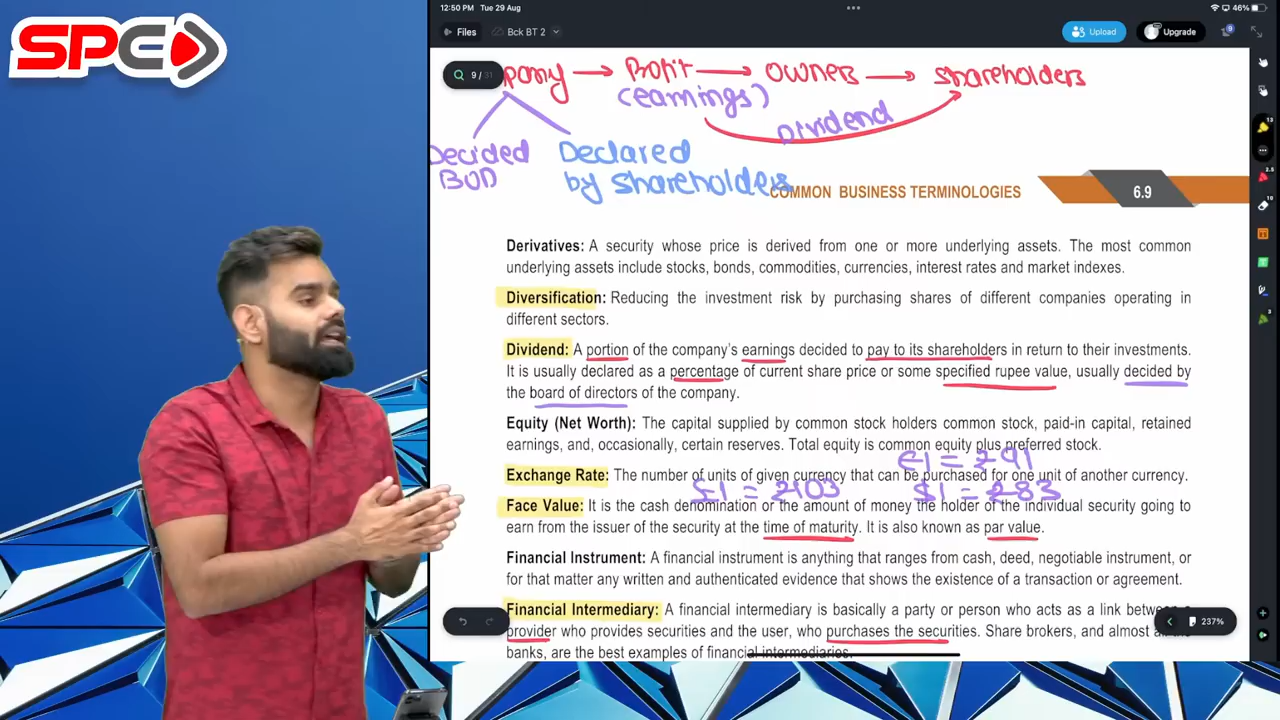 SPC
12:50 PM Tue 29 Aug
46%
Files
Bck BT 2
Upload
Upgrade
9 / 31
pany → Profit → owners → shareholders
(earnings)
Dividend
Decided
BOD
Declared
by shareholders
COMMON BUSINESS TERMINOLOGIES
6.9
Derivatives: A security whose price is derived from one or more underlying assets. The most common
underlying assets include stocks, bonds, commodities, currencies, interest rates and market indexes.
Diversification: Reducing the investment risk by purchasing shares of different companies operating in
different sectors.
Dividend: A portion of the company's earnings decided to pay to its shareholders in return to their investments.
It is usually declared as a percentage of current share price or some specified rupee value, usually decided by
the board of directors of the company.
Equity (Net Worth): The capital supplied by common stock holders common stock, paid-in capital, retained
earnings, and, occasionally, certain reserves. Total equity is common equity plus preferred stock.
€1 = ₹91
Exchange Rate: The number of units of given currency that can be purchased for one unit of another currency.
£1 = ₹103
$1 = ₹83
Face Value: It is the cash denomination or the amount of money the holder of the individual security going to
earn from the issuer of the security at the time of maturity. It is also known as par value.
Financial Instrument: A financial instrument is anything that ranges from cash, deed, negotiable instrument, or
for that matter any written and authenticated evidence that shows the existence of a transaction or agreement.
Financial Intermediary: A financial intermediary is basically a party or person who acts as a link between a
provider who provides securities and the user, who purchases the securities. Share brokers, and almost all the
banks, are the best examples of financial intermediaries.
237%